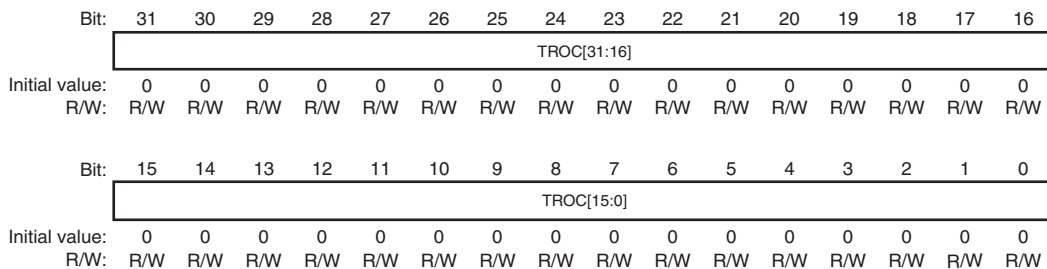 Bit: 31 30 29 28 27 26 25 24 23 22 21 20 19 18 17 16
TROC[31:16]
Initial value: 0 0 0 0 0 0 0 0 0 0 0 0 0 0 0 0
R/W: R/W R/W R/W R/W R/W R/W R/W R/W R/W R/W R/W R/W R/W R/W R/W R/W
Bit: 15 14 13 12 11 10 9 8 7 6 5 4 3 2 1 0
TROC[15:0]
Initial value: 0 0 0 0 0 0 0 0 0 0 0 0 0 0 0 0
R/W: R/W R/W R/W R/W R/W R/W R/W R/W R/W R/W R/W R/W R/W R/W R/W R/W